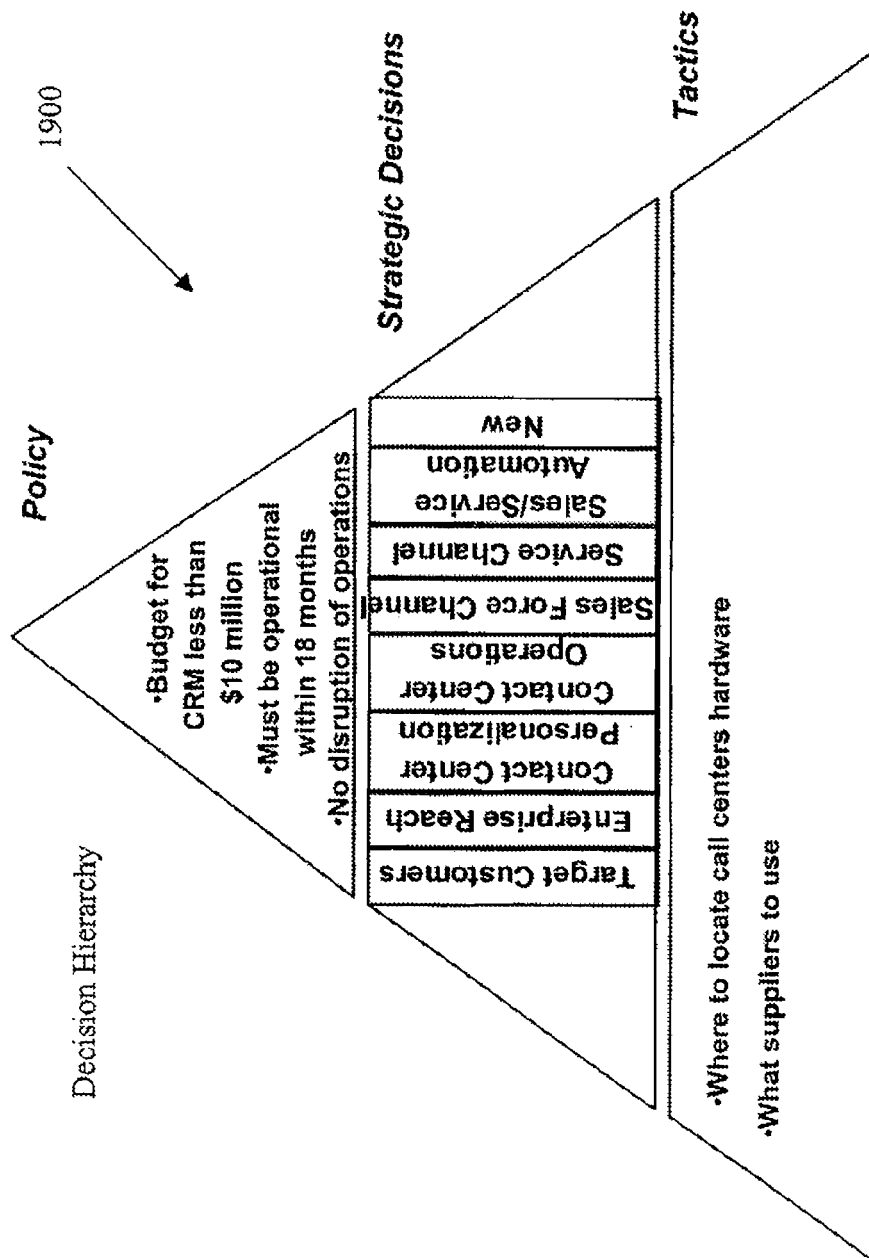 Decision Hierarchy
1900
Policy
•Budget for
CRM less than
$10 million
•Must be operational
within 18 months
•No disruption of operations
Strategic Decisions
Target Customers
Enterprise Reach
Contact Center
Personalization
Contact Center
Operations
Sales Force Channel
Service Channel
Sales/Service
Automation
New
Tactics
•Where to locate call centers hardware
•What suppliers to use